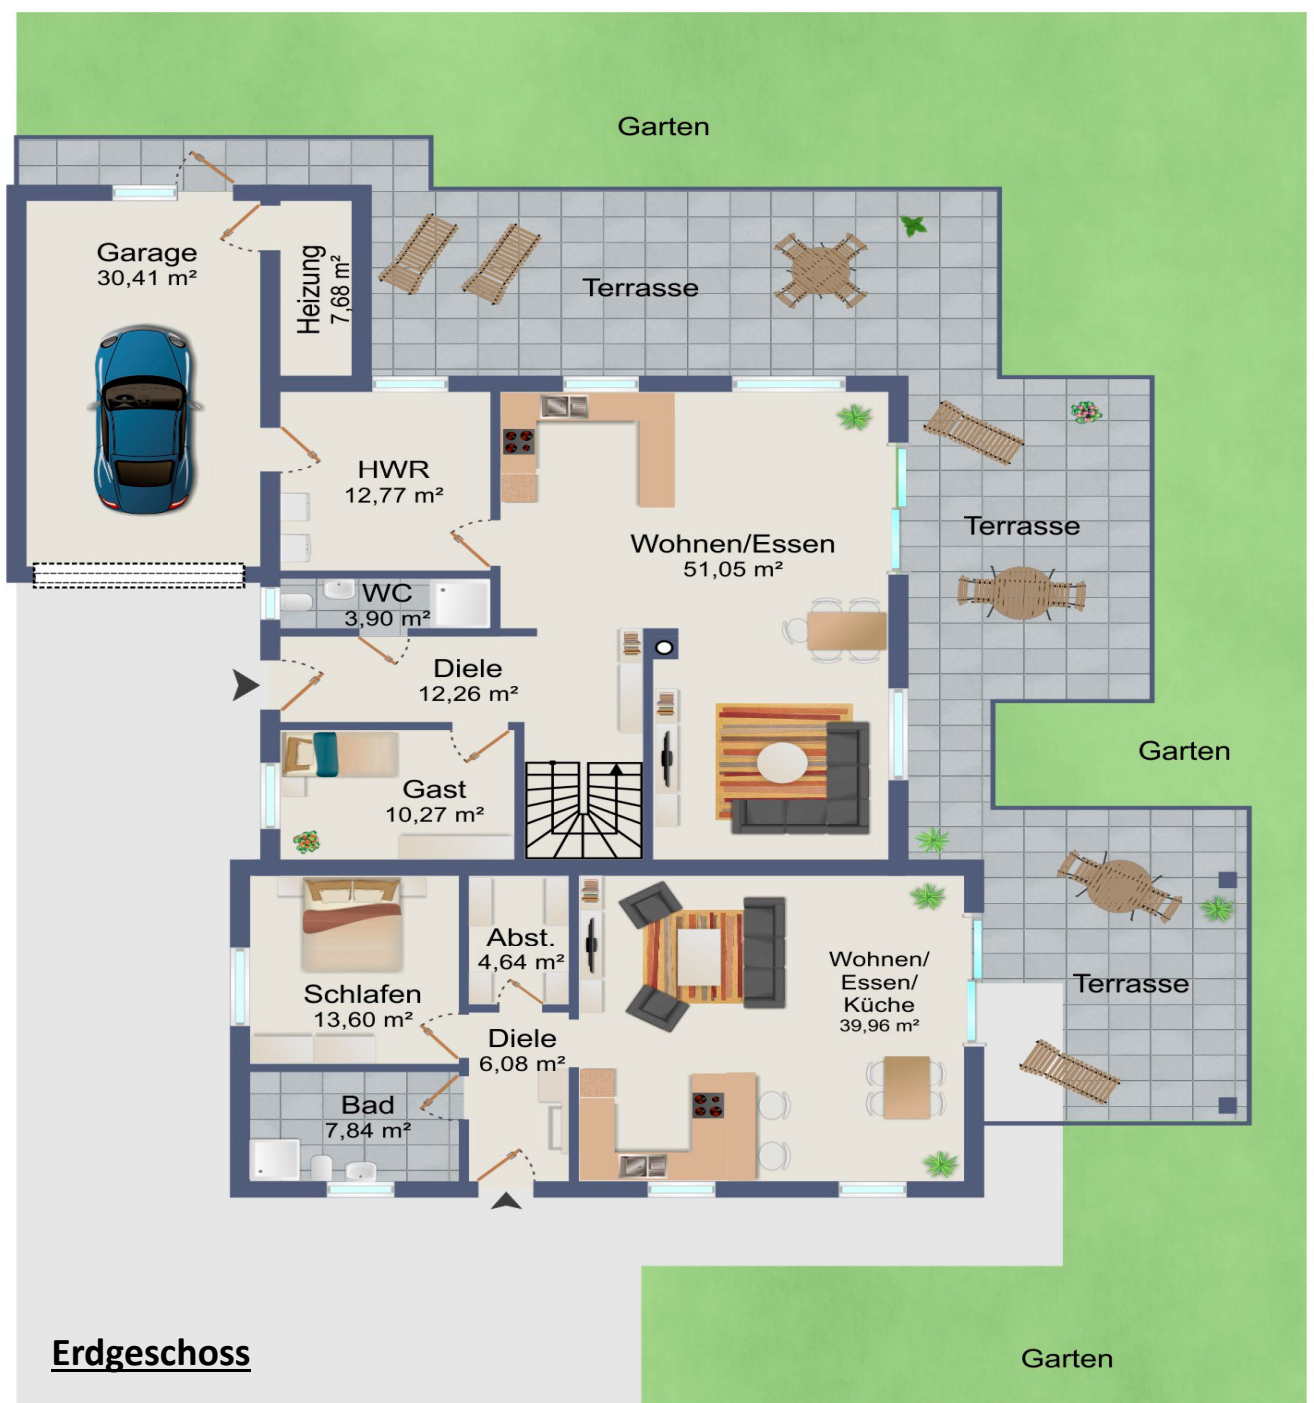 Garten
Garage
30,41 m²
Heizung
7,68 m²
Terrasse
HWR
12,77 m²
Wohnen/Essen
51,05 m²
Terrasse
WC
3,90 m²
Diele
12,26 m²
Garten
Gast
10,27 m²
Abst.
4,64 m²
Wohnen/
Essen/
Küche
39,96 m²
Terrasse
Schlafen
13,60 m²
Diele
6,08 m²
Bad
7,84 m²
Erdgeschoss
Garten